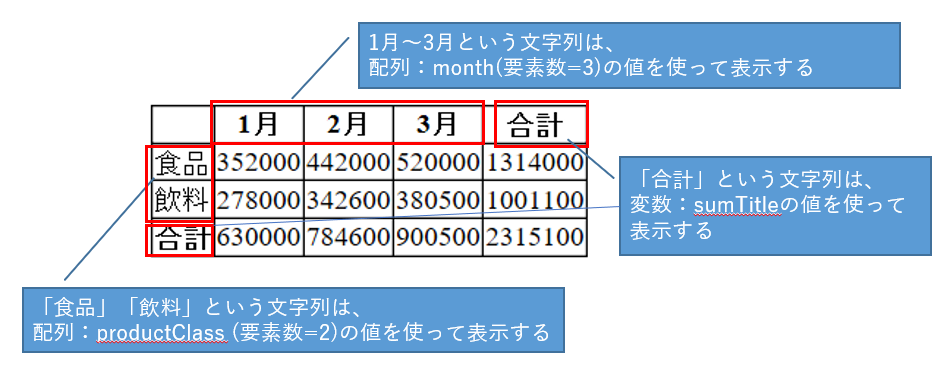 1月～3月という文字列は、
配列：month(要素数=3)の値を使って表示する
1月 2月 3月 合計
食品 352000 442000 520000 1314000
飲料 278000 342600 380500 1001100
合計 630000 784600 900500 2315100
「合計」という文字列は、
変数：sumTitleの値を使って
表示する
「食品」「飲料」という文字列は、
配列：productClass (要素数=2)の値を使って表示する